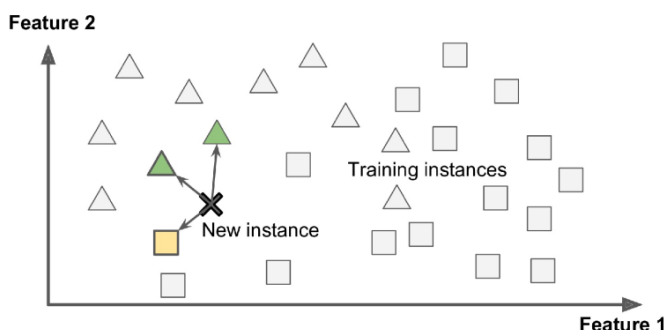 Feature 2
Training instances
New instance
Feature 1